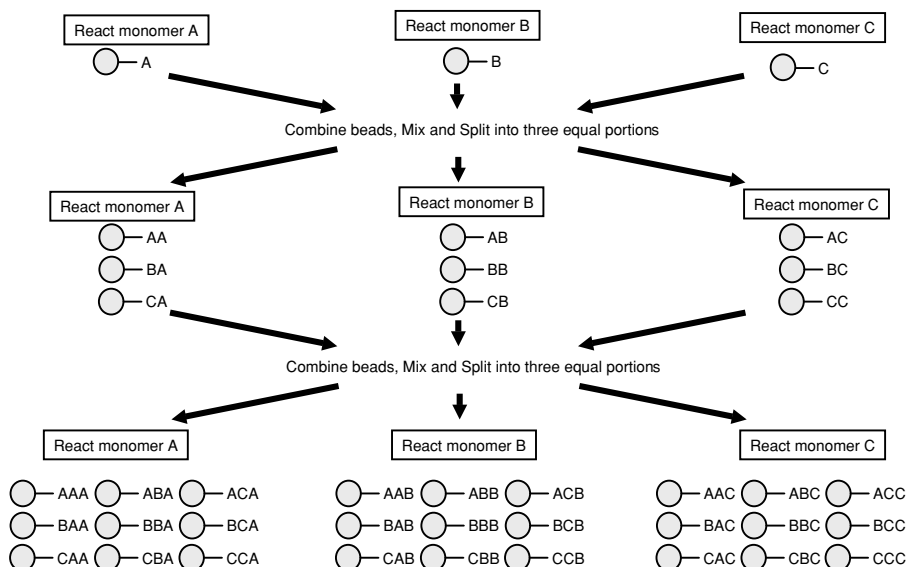 React monomer A React monomer B React monomer C
A B C
Combine beads, Mix and Split into three equal portions
React monomer A React monomer B React monomer C
AA AB AC
BA BB BC
CA CB CC
Combine beads, Mix and Split into three equal portions
React monomer A React monomer B React monomer C
AAA ABA ACA AAB ABB ACB AAC ABC ACC
BAA BBA BCA BAB BBB BCB BAC BBC BCC
CAA CBA CCA CAB CBB CCB CAC CBC CCC